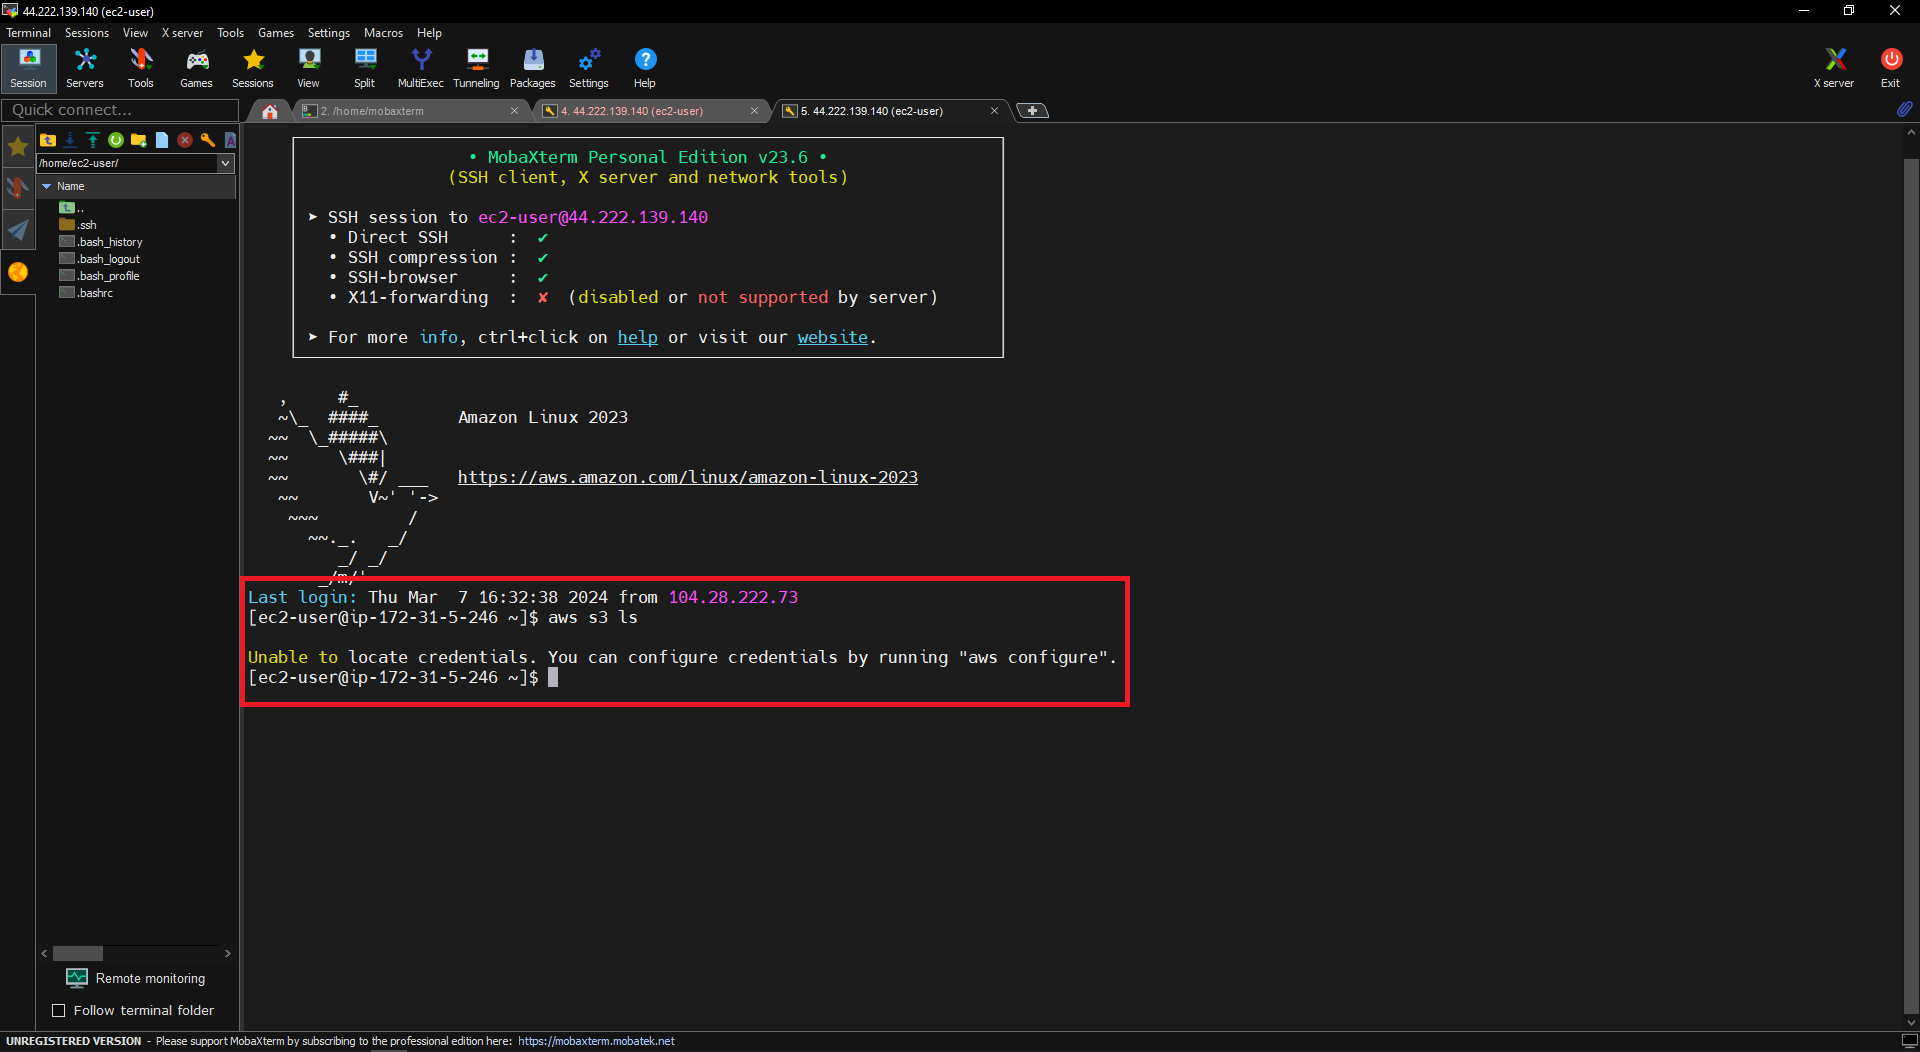 44.222.139.140 (ec2-user)
Terminal Sessions View X server Tools Games Settings Macros Help
Session Servers Tools Games Sessions View Split MultiExec Tunneling Packages Settings Help X server Exit
Quick connect...
2. /home/mobaxterm
4. 44.222.139.140 (ec2-user)
5. 44.222.139.140 (ec2-user)
/home/ec2-user/
Name
..
.ssh
.bash_history
.bash_logout
.bash_profile
.bashrc
• MobaXterm Personal Edition v23.6 •
(SSH client, X server and network tools)
➤ SSH session to ec2-user@44.222.139.140
• Direct SSH : ✔
• SSH compression : ✔
• SSH-browser : ✔
• X11-forwarding : ✘ (disabled or not supported by server)
➤ For more info, ctrl+click on help or visit our website.
   ,     #_
   ~\_  ####_        Amazon Linux 2023
  ~~  \_#####\
  ~~     \###|
  ~~       \#/ ___   https://aws.amazon.com/linux/amazon-linux-2023
   ~~       V~' '->
    ~~~         /
      ~~._.   _/
         _/ _/
       _/m/'
Last login: Thu Mar  7 16:32:38 2024 from 104.28.222.73
[ec2-user@ip-172-31-5-246 ~]$ aws s3 ls
Unable to locate credentials. You can configure credentials by running "aws configure".
[ec2-user@ip-172-31-5-246 ~]$
Remote monitoring
Follow terminal folder
UNREGISTERED VERSION - Please support MobaXterm by subscribing to the professional edition here: https://mobaxterm.mobatek.net